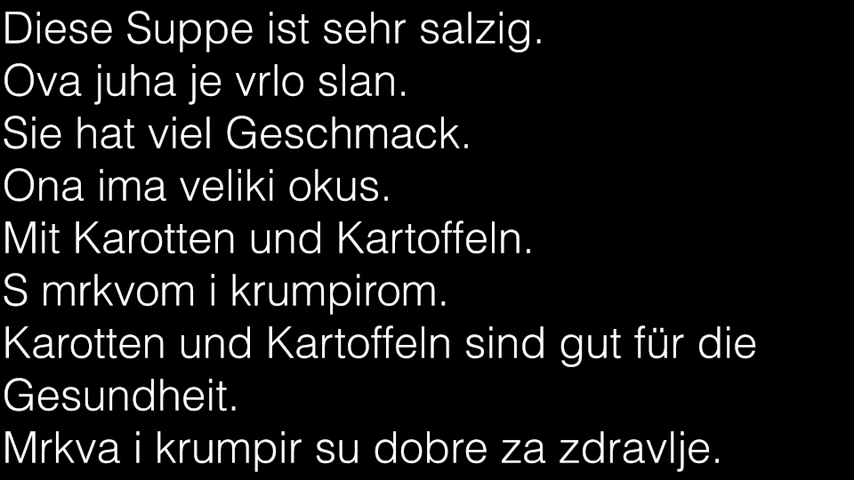 Diese Suppe ist sehr salzig.
Ova juha je vrlo slan.
Sie hat viel Geschmack.
Ona ima veliki okus.
Mit Karotten und Kartoffeln.
S mrkvom i krumpirom.
Karotten und Kartoffeln sind gut für die
Gesundheit.
Mrkva i krumpir su dobre za zdravlje.